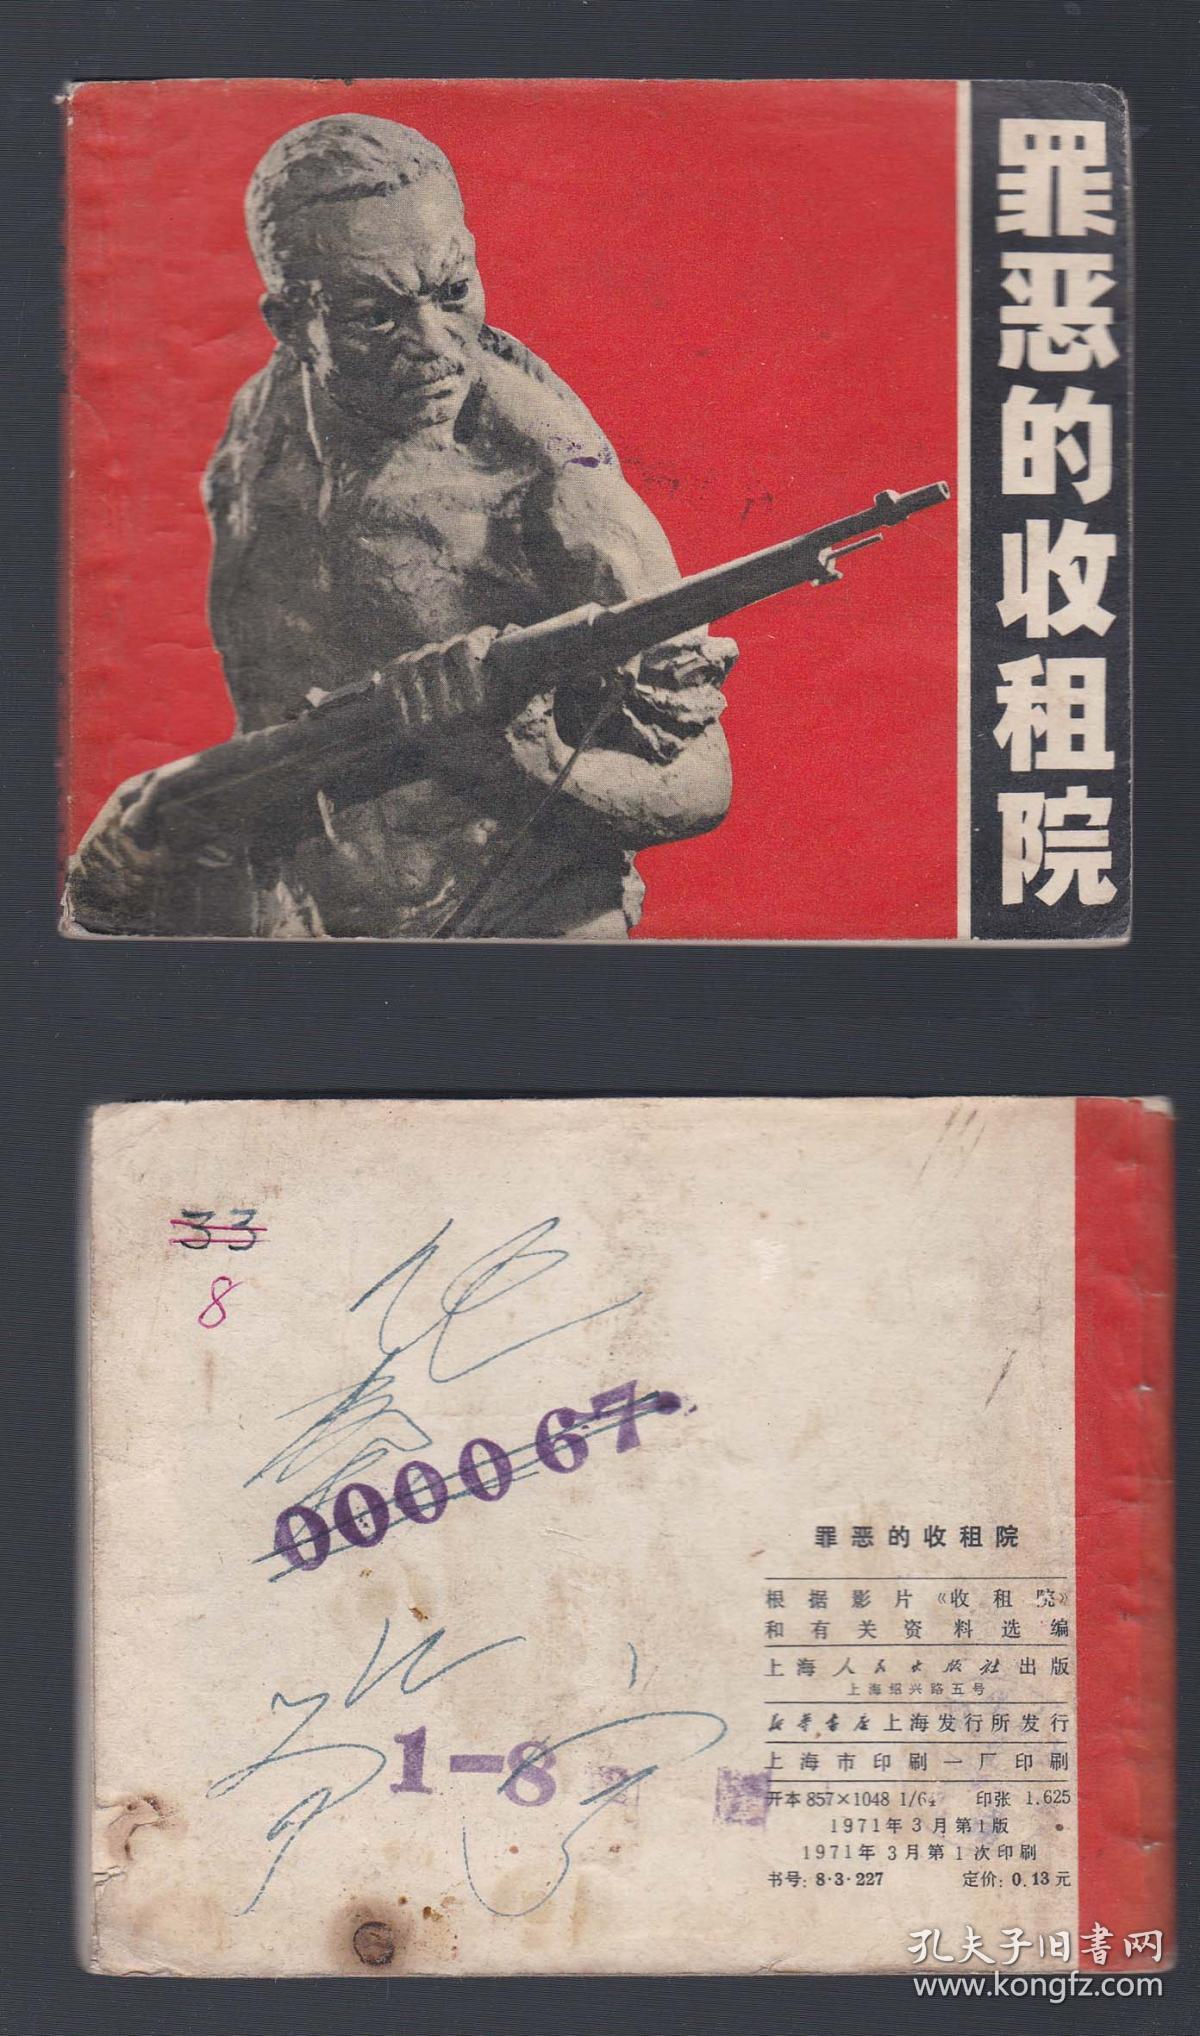 罪恶的收租院
33
8
000067
1-8
罪恶的收租院
根据影片《收租院》
和有关资料选编
上海人民出版社出版
上海绍兴路五号
新华书店上海发行所发行
上海市印刷一厂印刷
开本 857×1048 1/64 印张 1.625
1971年3月第1版
1971年3月第1次印刷
书号: 8·3·227 定价: 0.13元
孔夫子旧书网
www.kongfz.com